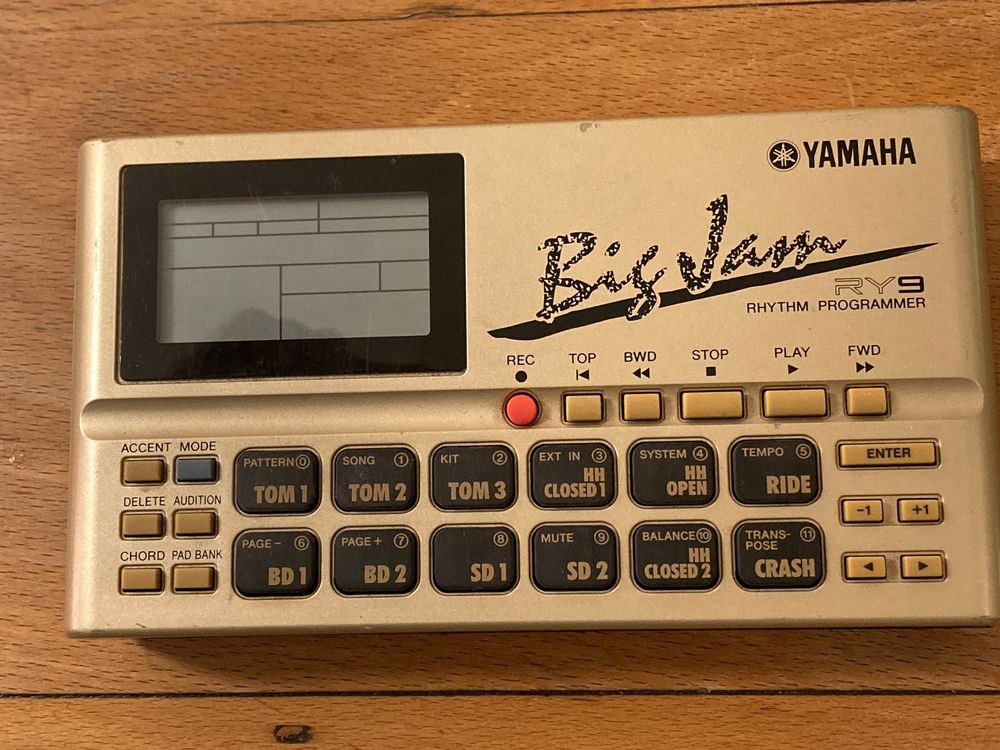 YAMAHA
Big Jam
RY9
RHYTHM PROGRAMMER
REC TOP BWD STOP PLAY FWD
ACCENT MODE
PATTERN 0 SONG 1 KIT 2 EXT IN 3 SYSTEM 4 TEMPO 5
TOM 1 TOM 2 TOM 3 HH CLOSED 1 HH OPEN RIDE
ENTER
DELETE AUDITION
-1 +1
CHORD PAD BANK
PAGE- 6 PAGE+ 7 8 MUTE 9 BALANCE 10 TRANS-POSE 11
BD 1 BD 2 SD 1 SD 2 HH CLOSED 2 CRASH